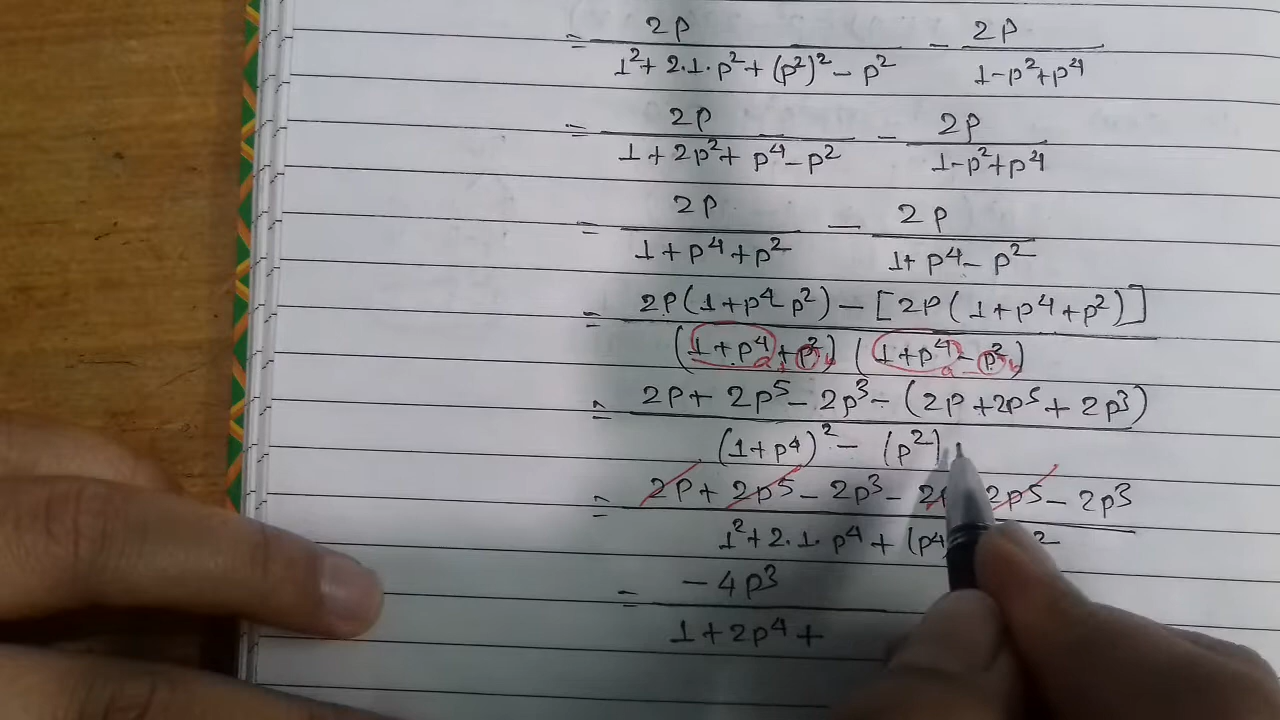 = 2p / (1² + 2·1·p² + (p²)² - p²) - 2p / (1-p²+p⁴)
= 2p / (1 + 2p² + p⁴ - p²) - 2p / (1-p²+p⁴)
= 2p / (1+p⁴+p²) - 2p / (1+p⁴-p²)
= 2p(1+p⁴-p²) - [2p(1+p⁴+p²)] / (1+p⁴+p²)(1+p⁴-p²)
= 2p + 2p⁵ - 2p³ - (2p + 2p⁵ + 2p³) / (1+p⁴)² - (p²)
= 2p + 2p⁵ - 2p³ - 2p 2p⁵ - 2p³ / 1² + 2·1·p⁴ + (p⁴ 2
= -4p³ / 1 + 2p⁴ +